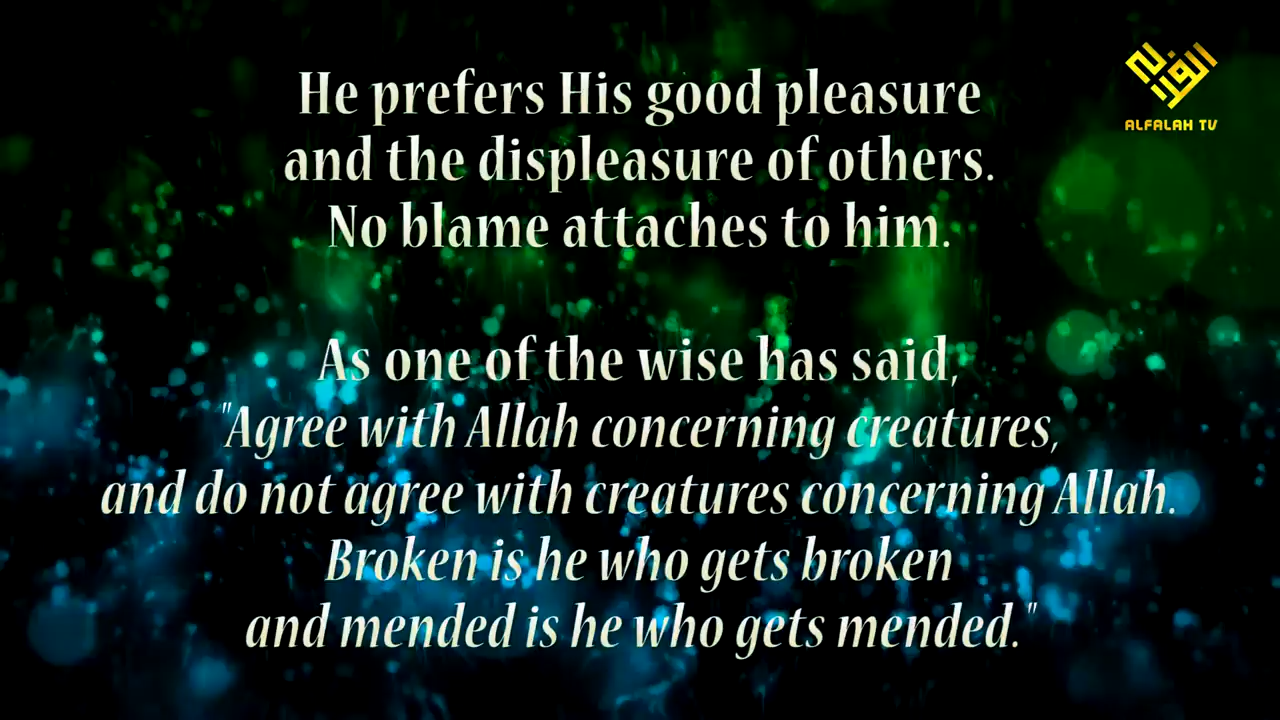 He prefers His good pleasure
and the displeasure of others.
No blame attaches to him.
As one of the wise has said,
"Agree with Allah concerning creatures,
and do not agree with creatures concerning Allah.
Broken is he who gets broken
and mended is he who gets mended."
ALFALAH TV